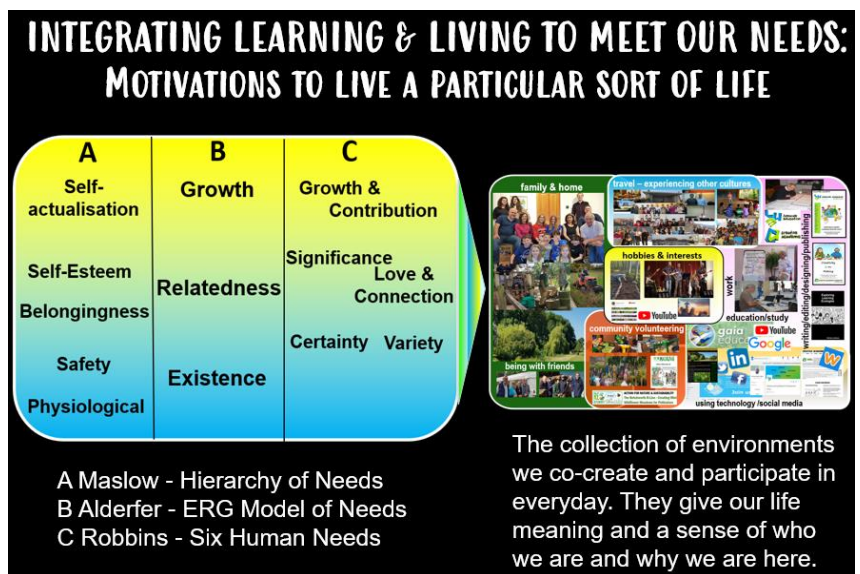 INTEGRATING LEARNING & LIVING TO MEET OUR NEEDS:
MOTIVATIONS TO LIVE A PARTICULAR SORT OF LIFE
A
B
C
Self-
actualisation
Self-Esteem
Belongingness
Safety
Physiological
Growth
Relatedness
Existence
Growth &
Contribution
Significance
Love &
Connection
Certainty
Variety
A Maslow - Hierarchy of Needs
B Alderfer - ERG Model of Needs
C Robbins - Six Human Needs
family & home
travel – experiencing other cultures
hobbies & interests
YouTube
work
writing/editing/designing/publishing
education/study
community volunteering
being with friends
gaia
YouTube
Google
in
using technology /social media
The collection of environments
we co-create and participate in
everyday. They give our life
meaning and a sense of who
we are and why we are here.